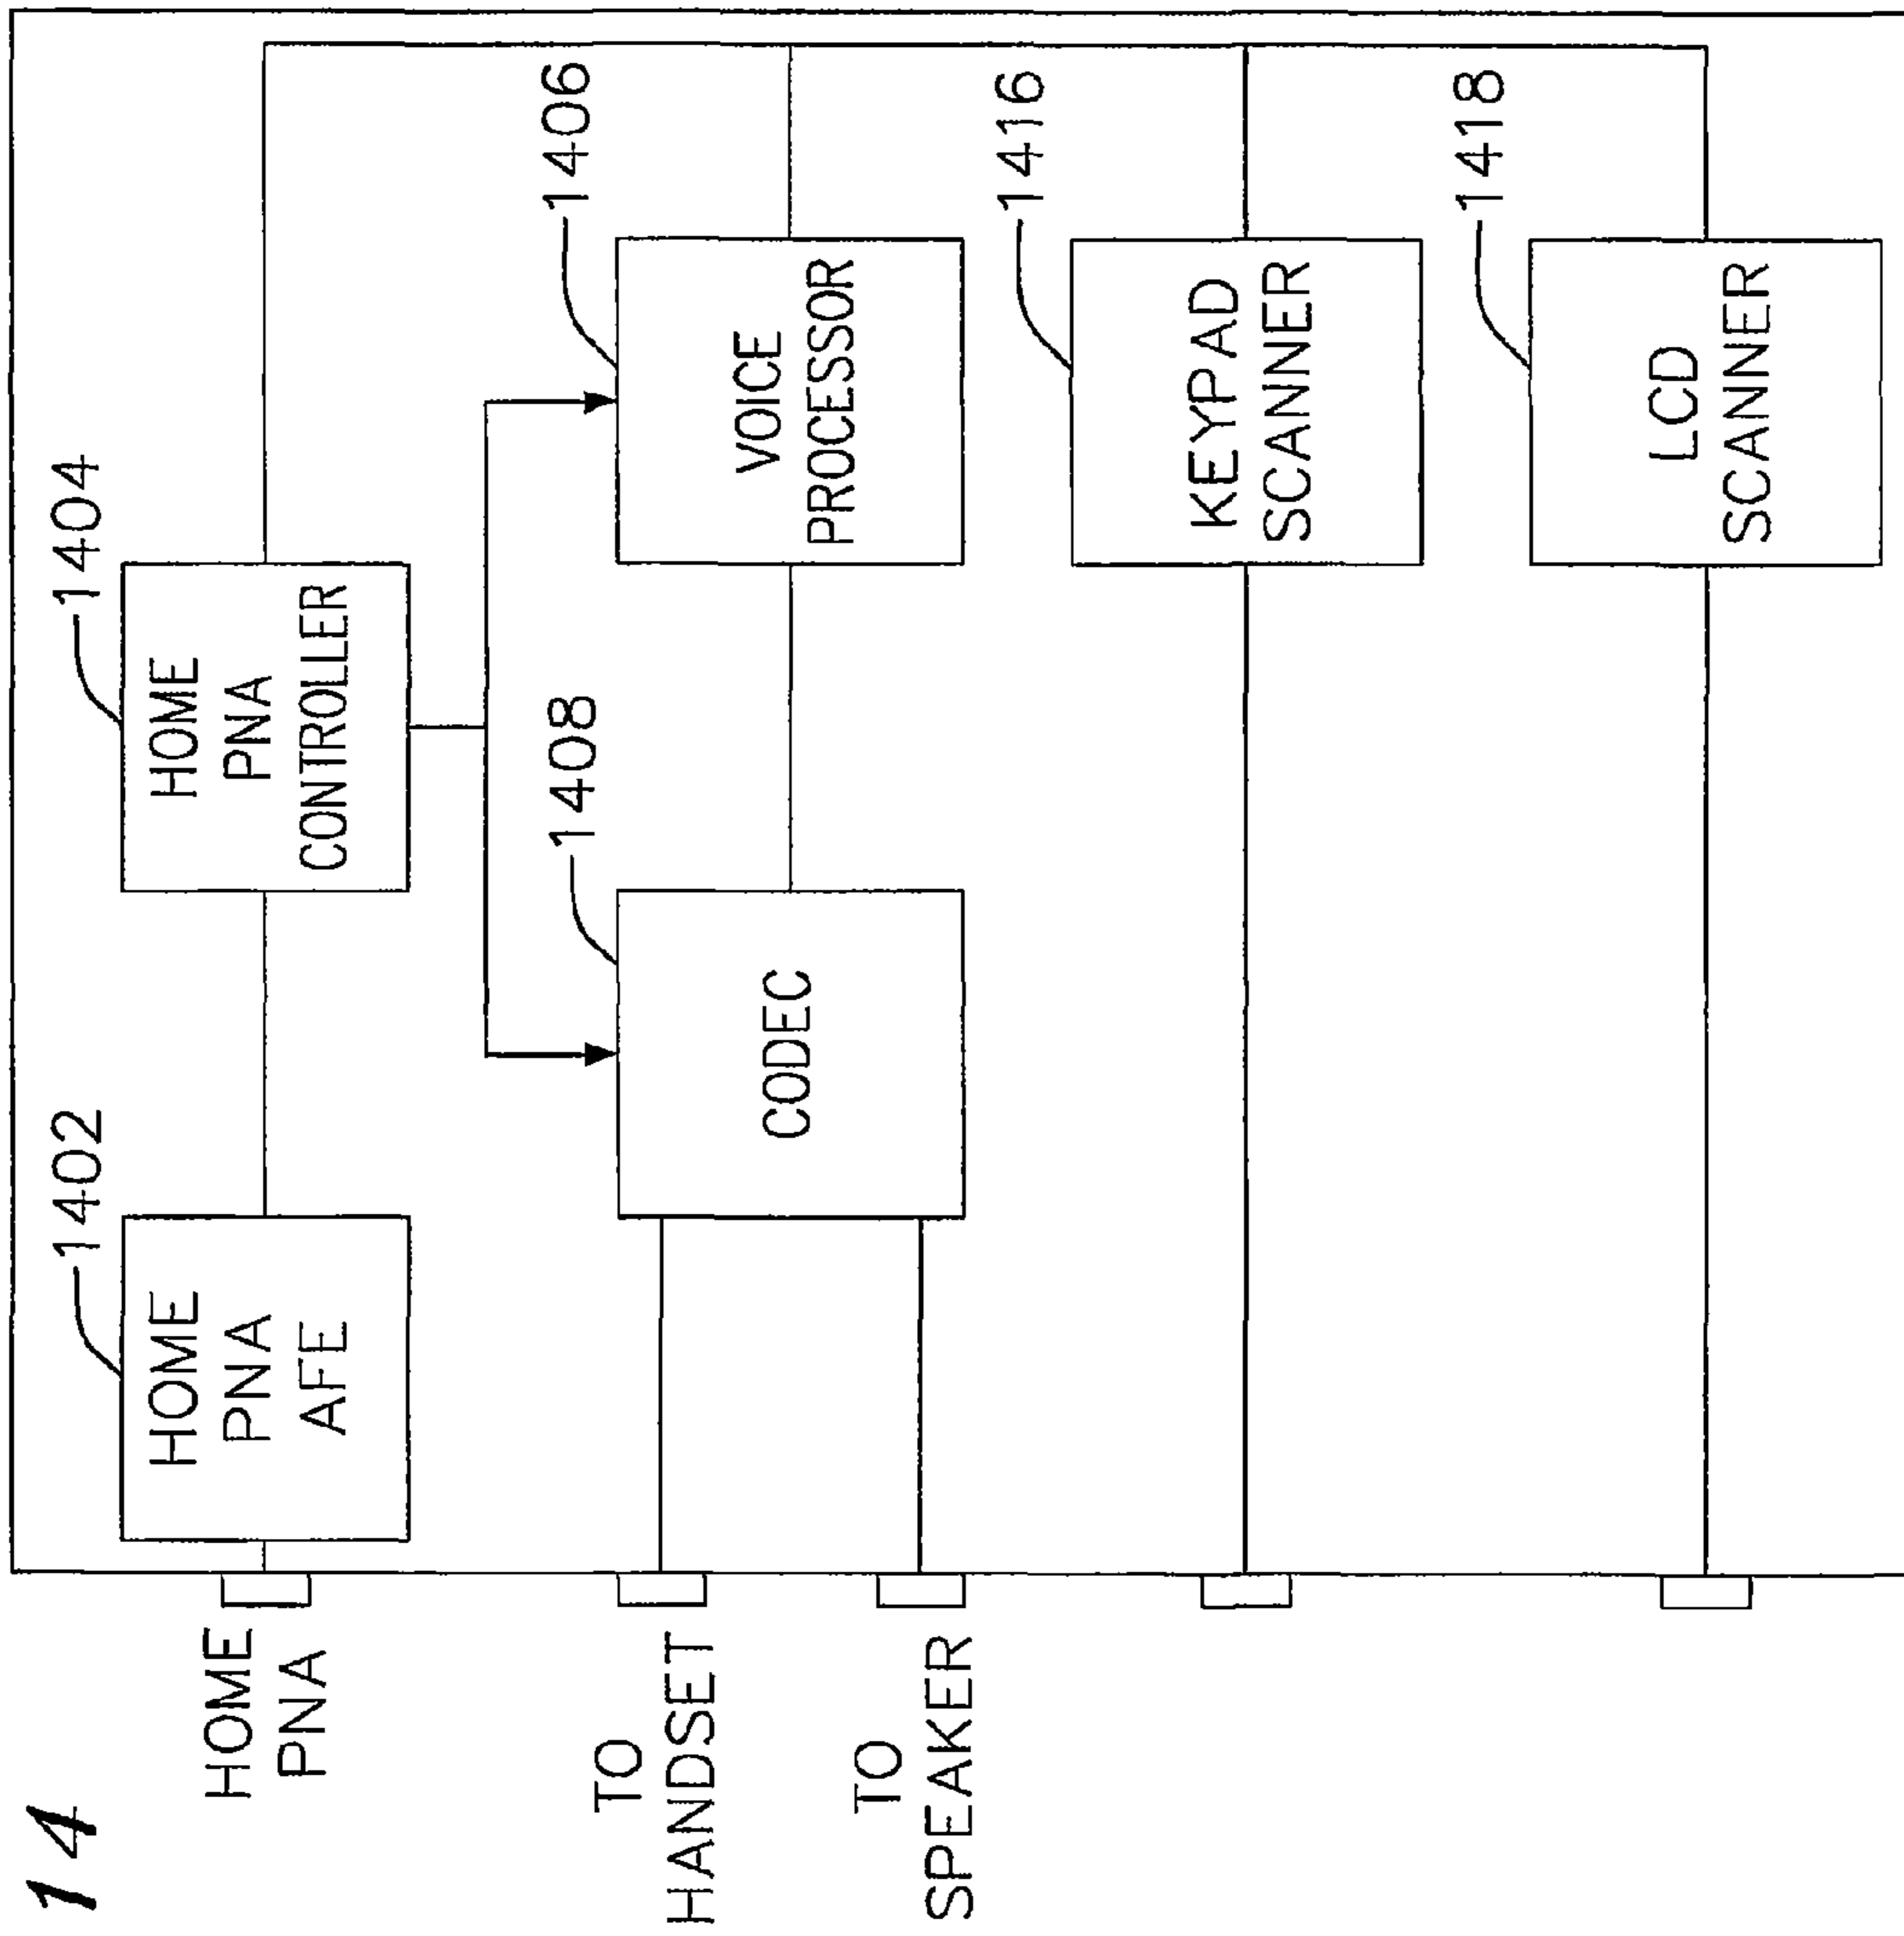 14
HOME
PNA
TO
HANDSET
TO
SPEAKER
1402
HOME
PNA
AFE
1404
HOME
PNA
CONTROLLER
1408
CODEC
1406
VOICE
PROCESSOR
1416
KEYPAD
SCANNER
1418
LCD
SCANNER